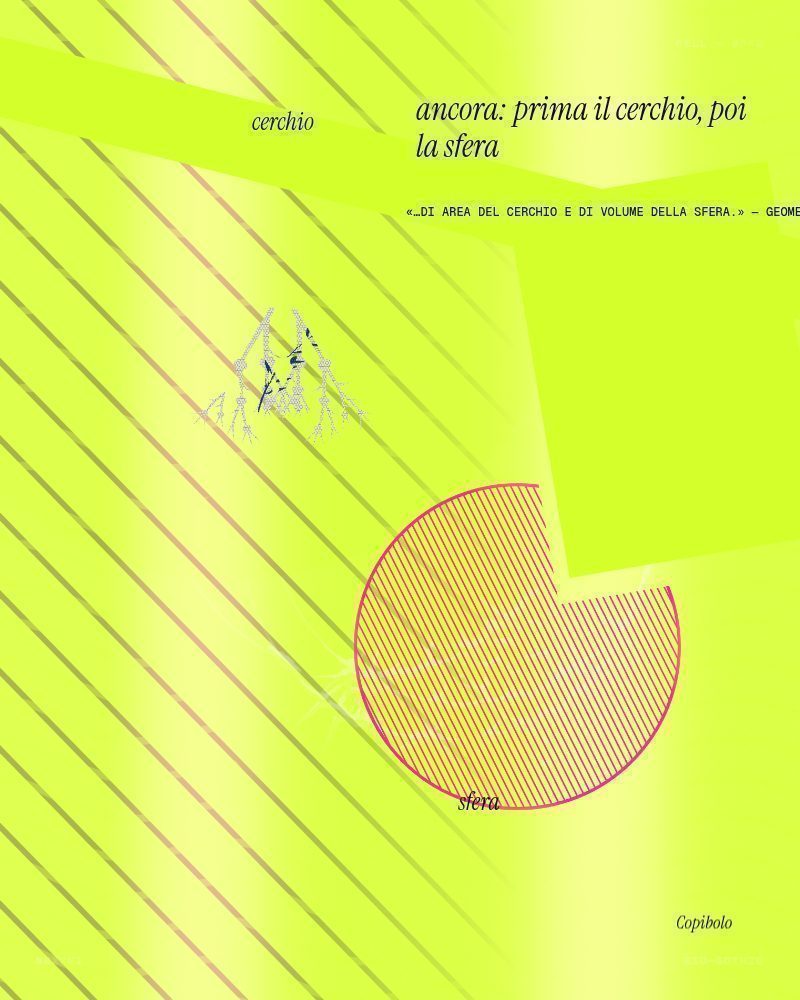 cerchio
ancora: prima il cerchio, poi
la sfera
«…DI AREA DEL CERCHIO E DI VOLUME DELLA SFERA.» — GEOME
sfera
Copibolo